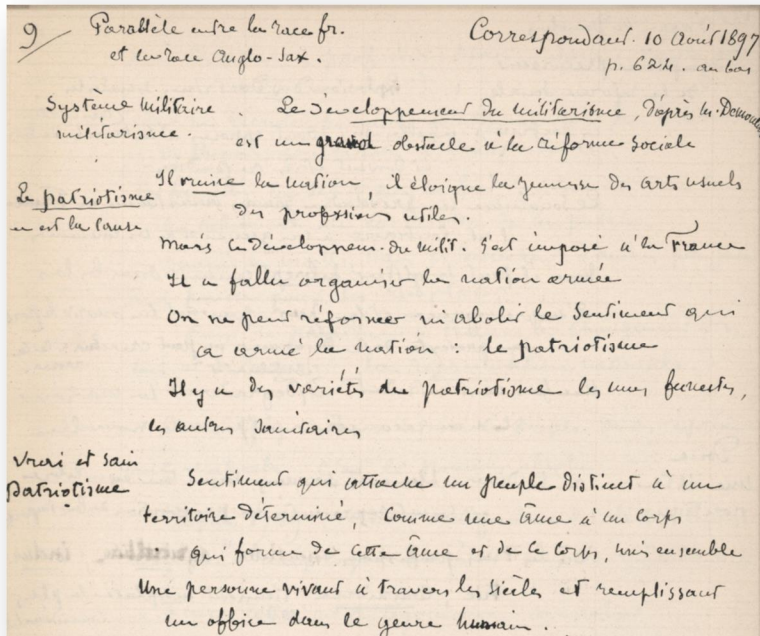 9/ Parallèle entre la race fr.
et la race Anglo-Sax.
Correspondant. 10 Août 1897
p. 624. au bas
Système militaire
militarisme.
Le développement du militarisme, d'après M. Demolins
est un grand obstacle à la réforme sociale
Il ruine la nation, il éloigne la jeunesse des arts usuels
des professions utiles.
Le patriotisme
en est la cause
mais le développem. du milit. s'est imposé à la France
Il a fallu organiser la nation armée
On ne peut réformer ni abolir le sentiment qui
a armé la nation : le patriotisme
Il y a des variétés de patriotisme les unes funestes,
les autres sanitaires
Vrai et sain
patriotisme
Sentiment qui attache un peuple distinct à un
territoire déterminé, comme une âme à un corps
qui forme de cette âme et de ce corps, unis ensemble
une personne vivant à travers les siècles et remplissant
un office dans le genre humain.